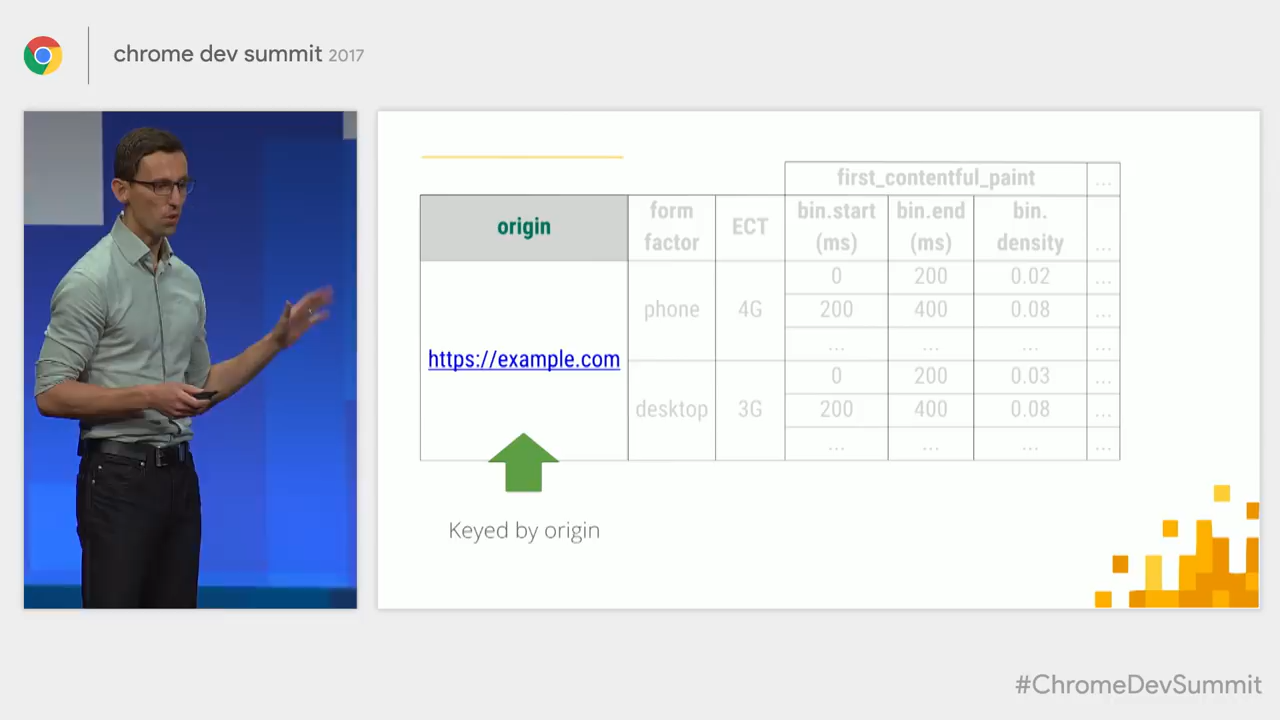 chrome dev summit 2017
first_contentful_paint ...
origin form factor ECT bin.start (ms) bin.end (ms) bin. density ...
https://example.com
phone 4G 0 200 0.02 ...
200 400 0.08 ...
... ... ... ...
desktop 3G 0 200 0.03 ...
200 400 0.08 ...
... ... ... ...
Keyed by origin
#ChromeDevSummit